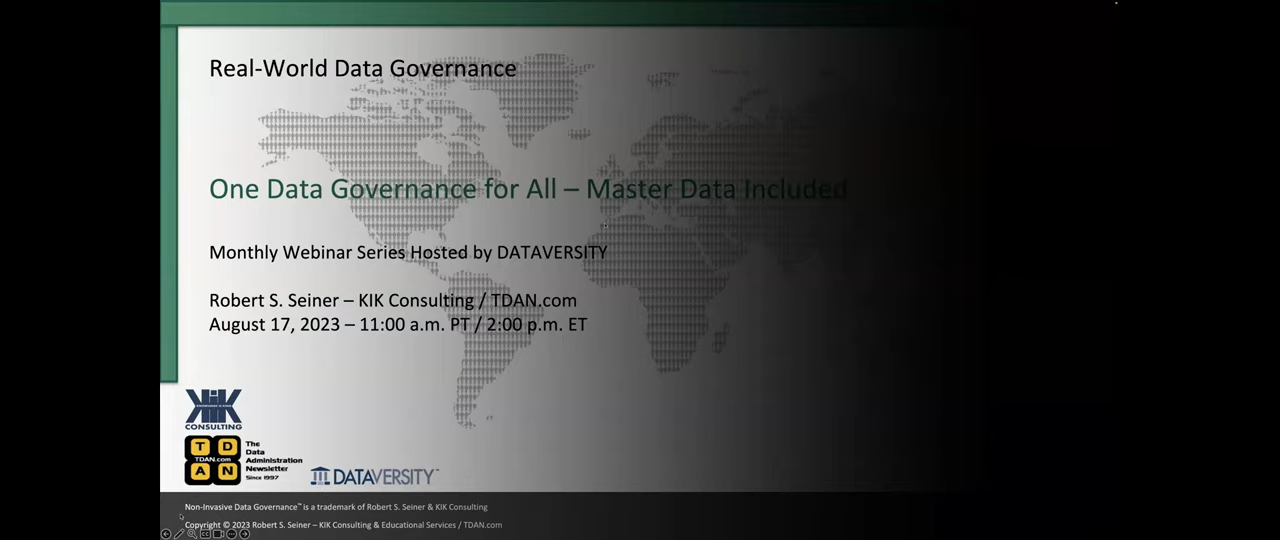 Real-World Data Governance
One Data Governance for All – Master Data Included
Monthly Webinar Series Hosted by DATAVERSITY
Robert S. Seiner – KIK Consulting / TDAN.com
August 17, 2023 – 11:00 a.m. PT / 2:00 p.m. ET
KIK
CONSULTING
T D
TDAN.com
A N
The
Data
Administration
Newsletter
Since 1997
DATAVERSITY™
Non-Invasive Data Governance™ is a trademark of Robert S. Seiner & KIK Consulting
Copyright © 2023 Robert S. Seiner – KIK Consulting & Educational Services / TDAN.com